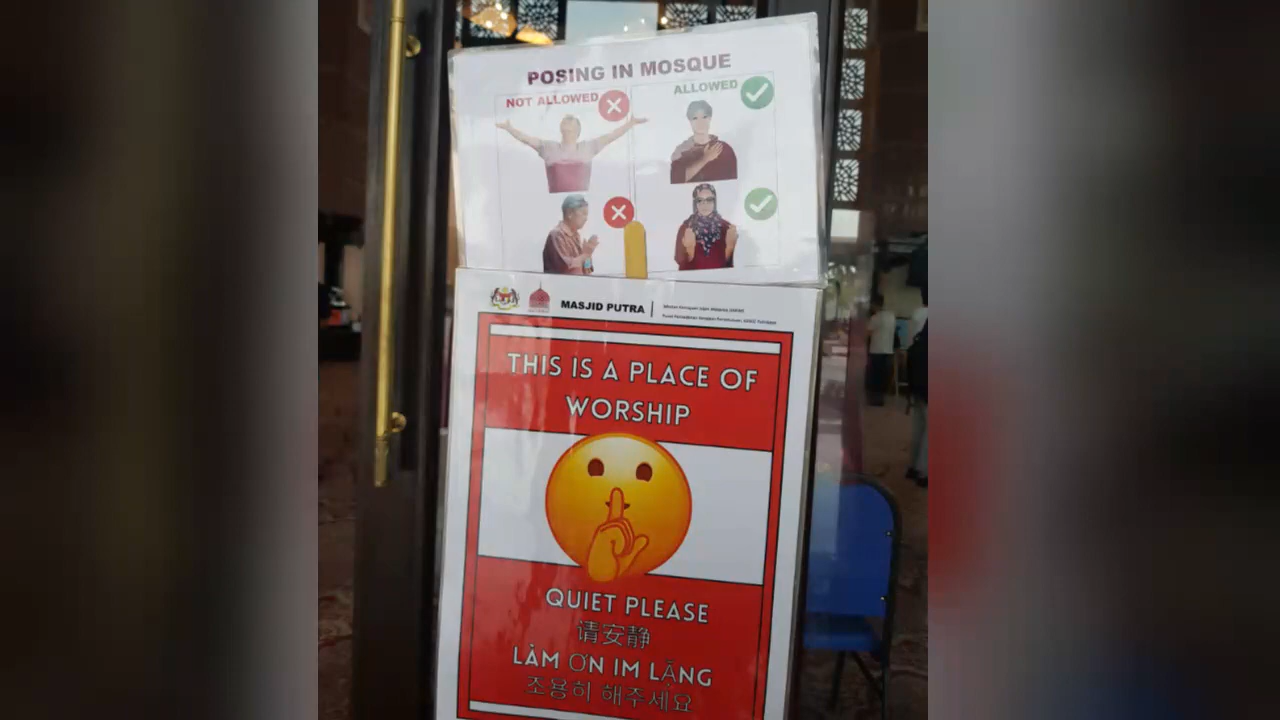 POSING IN MOSQUE
NOT ALLOWED
ALLOWED
MASJID PUTRA
THIS IS A PLACE OF
WORSHIP
QUIET PLEASE
请安静
LÀM ƠN IM LẶNG
조용히 해주세요